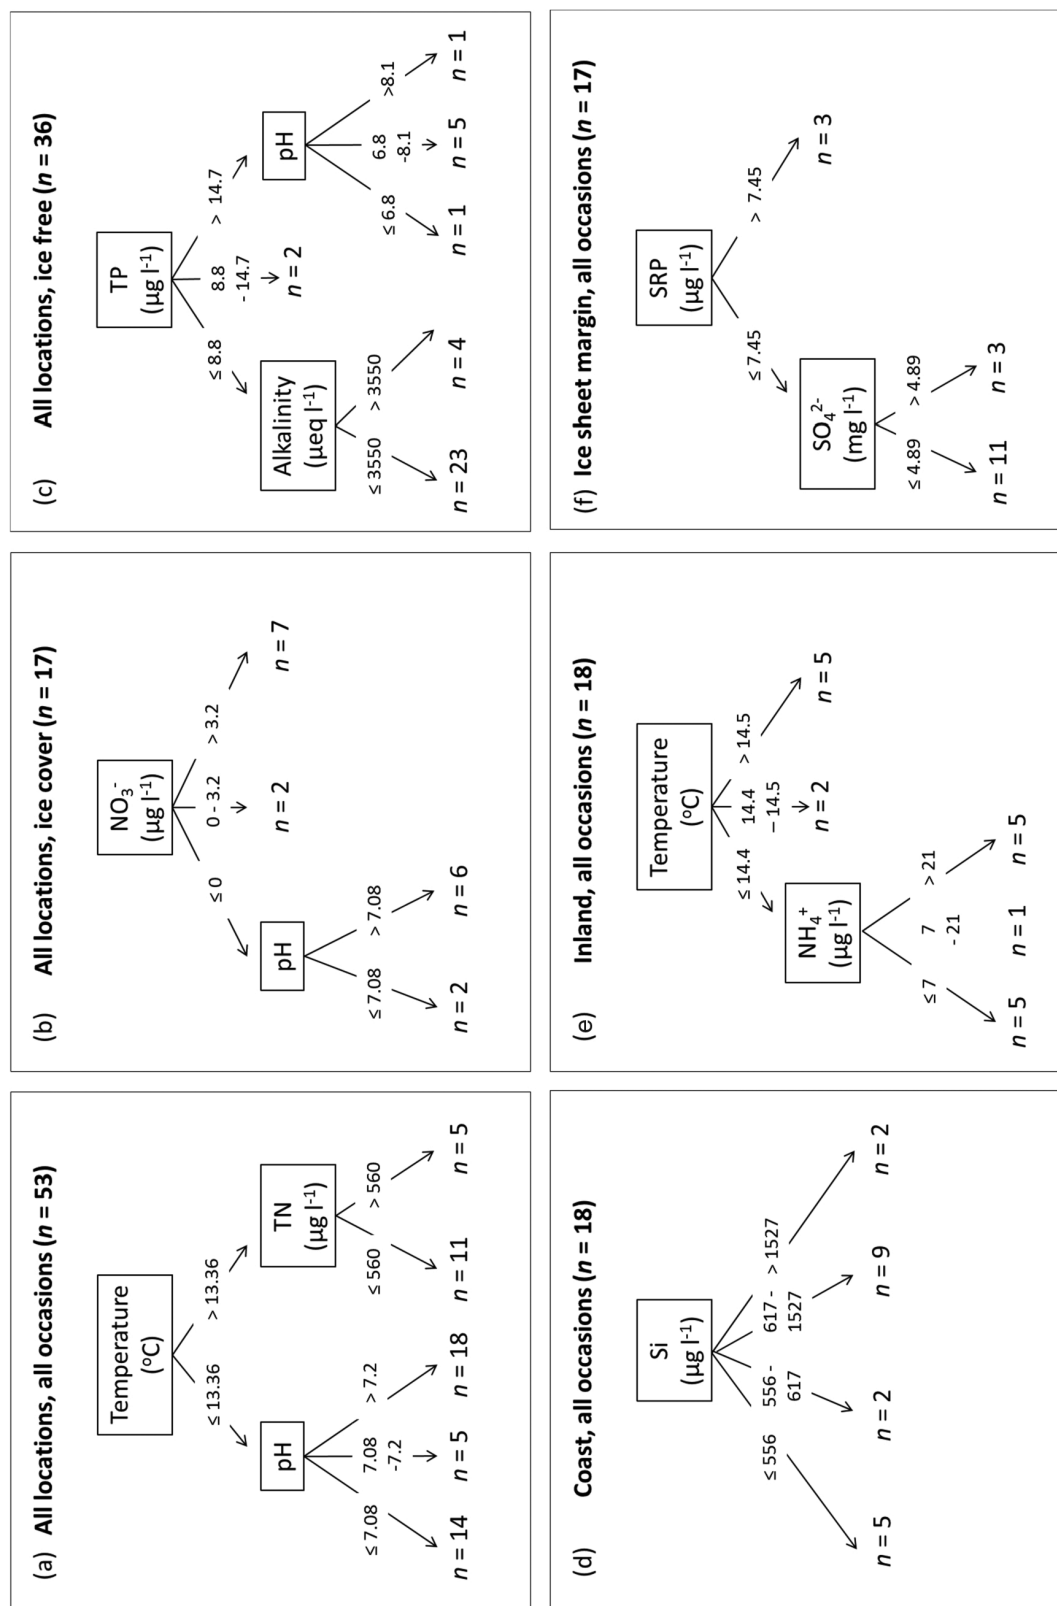 (a) All locations, all occasions (n = 53)
Temperature
(°C)
≤ 13.36
> 13.36
pH
TN
(µg l⁻¹)
≤ 7.08
7.08
-7.2
> 7.2
≤ 560
> 560
n = 14
n = 5
n = 18
n = 11
n = 5
(b) All locations, ice cover (n = 17)
NO₃⁻
(µg l⁻¹)
≤ 0
0 - 3.2
> 3.2
pH
n = 2
n = 7
≤ 7.08
> 7.08
n = 2
n = 6
(c) All locations, ice free (n = 36)
TP
(µg l⁻¹)
≤ 8.8
8.8
- 14.7
> 14.7
Alkalinity
(µeq l⁻¹)
n = 2
pH
≤ 3550
> 3550
≤ 6.8
6.8
-8.1
>8.1
n = 23
n = 4
n = 1
n = 5
n = 1
(d) Coast, all occasions (n = 18)
Si
(µg l⁻¹)
≤ 556
556 -
617
617 -
1527
> 1527
n = 5
n = 2
n = 9
n = 2
(e) Inland, all occasions (n = 18)
Temperature
(°C)
≤ 14.4
14.4
– 14.5
> 14.5
NH₄⁺
(µg l⁻¹)
n = 2
n = 5
≤ 7
7
- 21
> 21
n = 5
n = 1
n = 5
(f) Ice sheet margin, all occasions (n = 17)
SRP
(µg l⁻¹)
≤ 7.45
> 7.45
SO₄²⁻
(mg l⁻¹)
n = 3
≤ 4.89
> 4.89
n = 11
n = 3